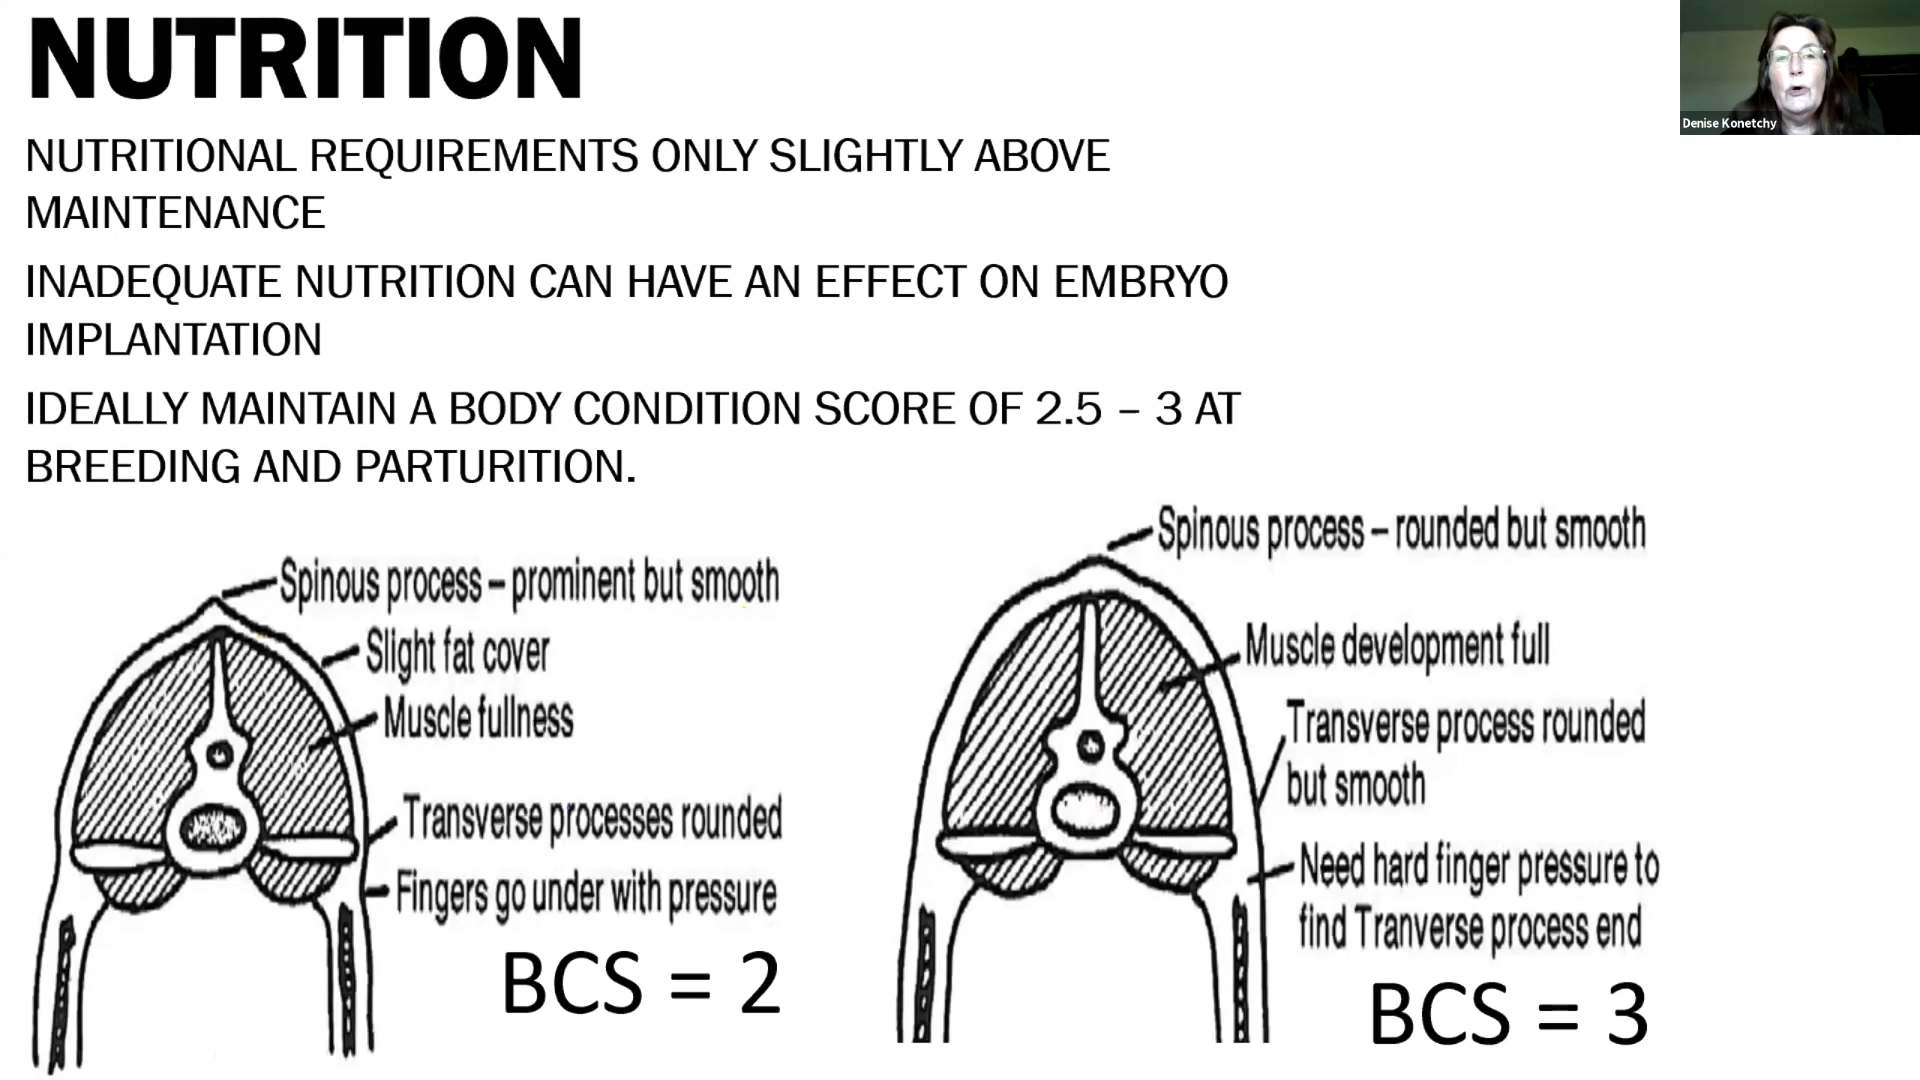 NUTRITION
Denise Konetchy
NUTRITIONAL REQUIREMENTS ONLY SLIGHTLY ABOVE
MAINTENANCE
INADEQUATE NUTRITION CAN HAVE AN EFFECT ON EMBRYO
IMPLANTATION
IDEALLY MAINTAIN A BODY CONDITION SCORE OF 2.5 – 3 AT
BREEDING AND PARTURITION.
Spinous process – prominent but smooth
Slight fat cover
Muscle fullness
Transverse processes rounded
Fingers go under with pressure
BCS = 2
Spinous process – rounded but smooth
Muscle development full
Transverse process rounded
but smooth
Need hard finger pressure to
find Tranverse process end
BCS = 3